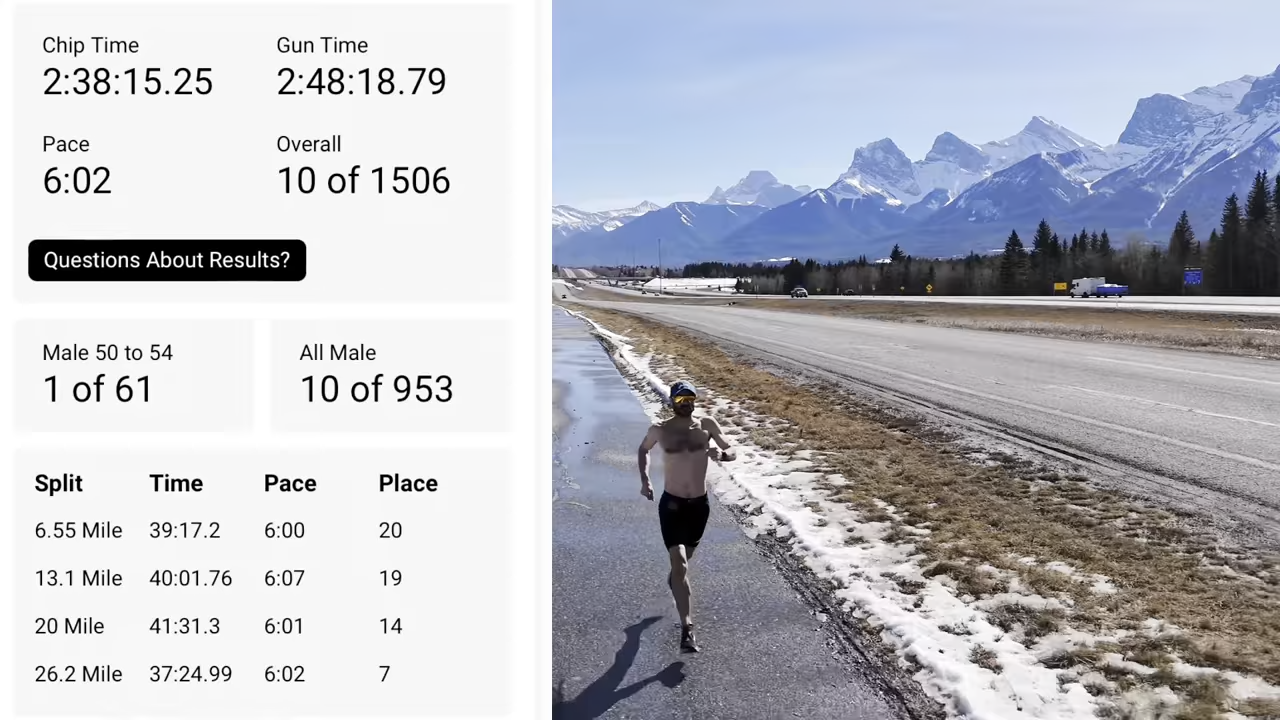 Chip Time Gun Time
2:38:15.25 2:48:18.79
Pace Overall
6:02 10 of 1506
Questions About Results?
Male 50 to 54 All Male
1 of 61 10 of 953
Split Time Pace Place
6.55 Mile 39:17.2 6:00 20
13.1 Mile 40:01.76 6:07 19
20 Mile 41:31.3 6:01 14
26.2 Mile 37:24.99 6:02 7